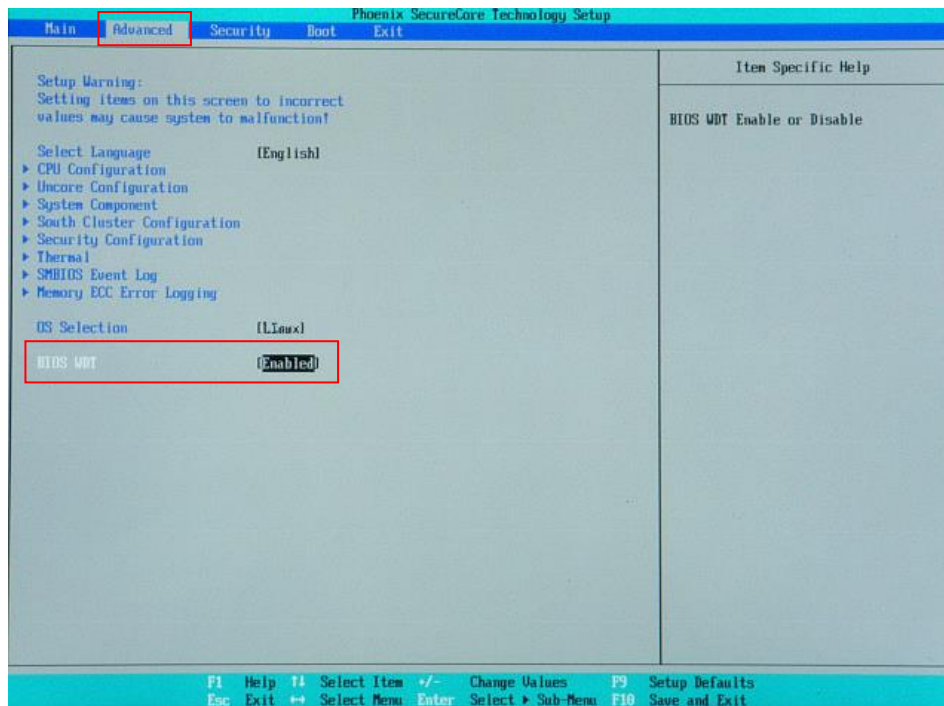 Phoenix SecureCore Technology Setup
Main Advanced Security Boot Exit
Item Specific Help
Setup Warning:
Setting items on this screen to incorrect
values may cause system to malfunction!
BIOS WDT Enable or Disable
Select Language [English]
▶ CPU Configuration
▶ Uncore Configuration
▶ System Component
▶ South Cluster Configuration
▶ Security Configuration
▶ Thermal
▶ SMBIOS Event Log
▶ Memory ECC Error Logging
OS Selection [LInux]
BIOS WDT [Enabled]
F1 Help ↑↓ Select Item +/- Change Values F9 Setup Defaults
Esc Exit ↔ Select Menu Enter Select ▶ Sub-Menu F10 Save and Exit